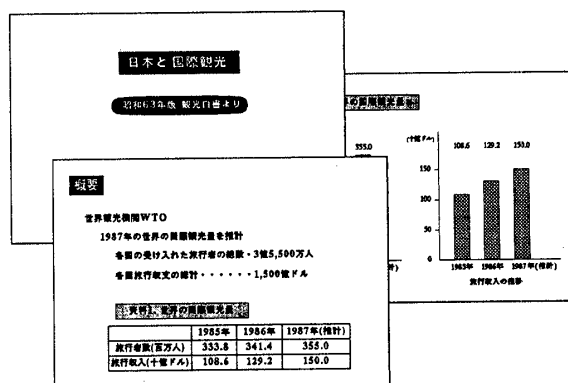 日本と国際観光
昭和63年版 観光白書より
概要
世界観光機関WTO
1987年の世界の国際観光量を推計
各国の受け入れた旅行者の総数・3億5,500万人
各国旅行収支の総計・・・・・・1,500億ドル
資料1. 世界の国際観光量
1985年 1986年 1987年(推計)
旅行者数(百万人) 333.8 341.4 355.0
旅行収入(十億ドル) 108.6 129.2 150.0
の国際観光量
355.0
(十億ドル)
108.6 129.2 150.0
150
100
50
0
計)
1985年 1986年 1987年(推計)
旅行収入の推移